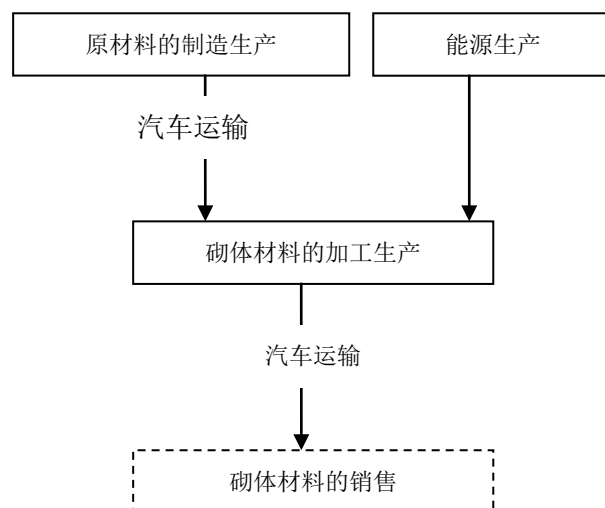 原材料的制造生产
能源生产
汽车运输
砌体材料的加工生产
汽车运输
砌体材料的销售